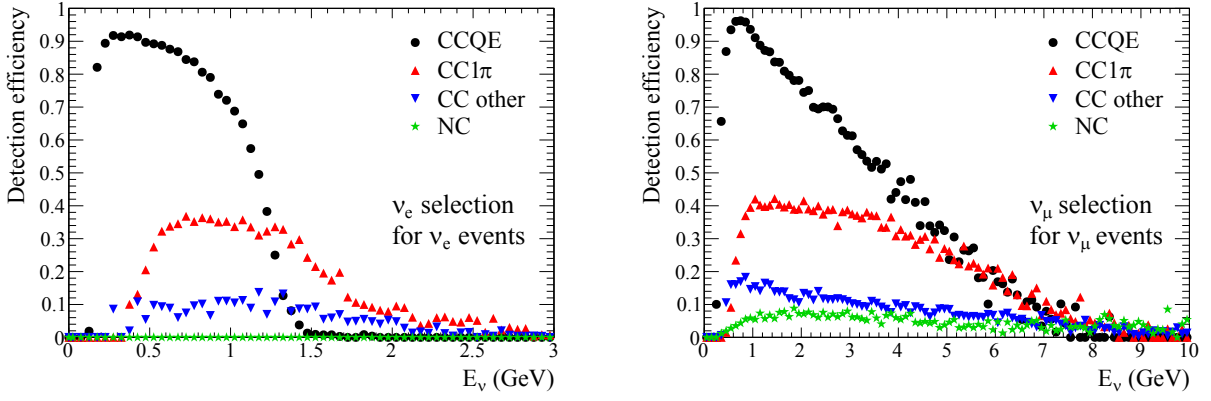 Detection efficiency
1
0.9
0.8
0.7
0.6
0.5
0.4
0.3
0.2
0.1
0
CCQE
CC1π
CC other
NC
νe selection
for νe events
0 0.5 1 1.5 2 2.5 3
Eν (GeV)
Detection efficiency
1
0.9
0.8
0.7
0.6
0.5
0.4
0.3
0.2
0.1
0
CCQE
CC1π
CC other
NC
νμ selection
for νμ events
0 1 2 3 4 5 6 7 8 9 10
Eν (GeV)